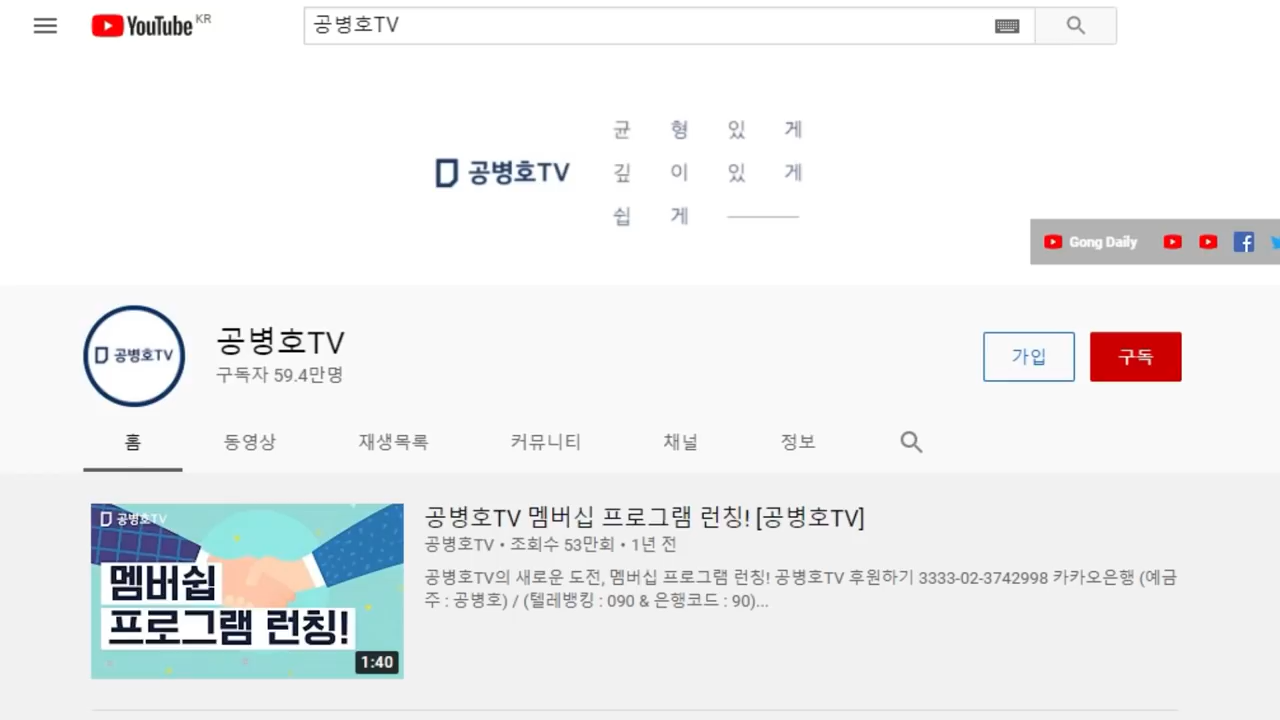 YouTube KR
공병호TV
균형있게
공병호TV
깊이있게
쉽게
Gong Daily
공병호TV
공병호TV
구독자 59.4만명
가입
구독
홈
동영상
재생목록
커뮤니티
채널
정보
공병호TV
멤버쉽
프로그램 런칭!
1:40
공병호TV 멤버십 프로그램 런칭! [공병호TV]
공병호TV • 조회수 53만회 • 1년 전
공병호TV의 새로운 도전, 멤버십 프로그램 런칭! 공병호TV 후원하기 3333-02-3742998 카카오은행 (예금
주 : 공병호) / (텔레뱅킹 : 090 & 은행코드 : 90)...